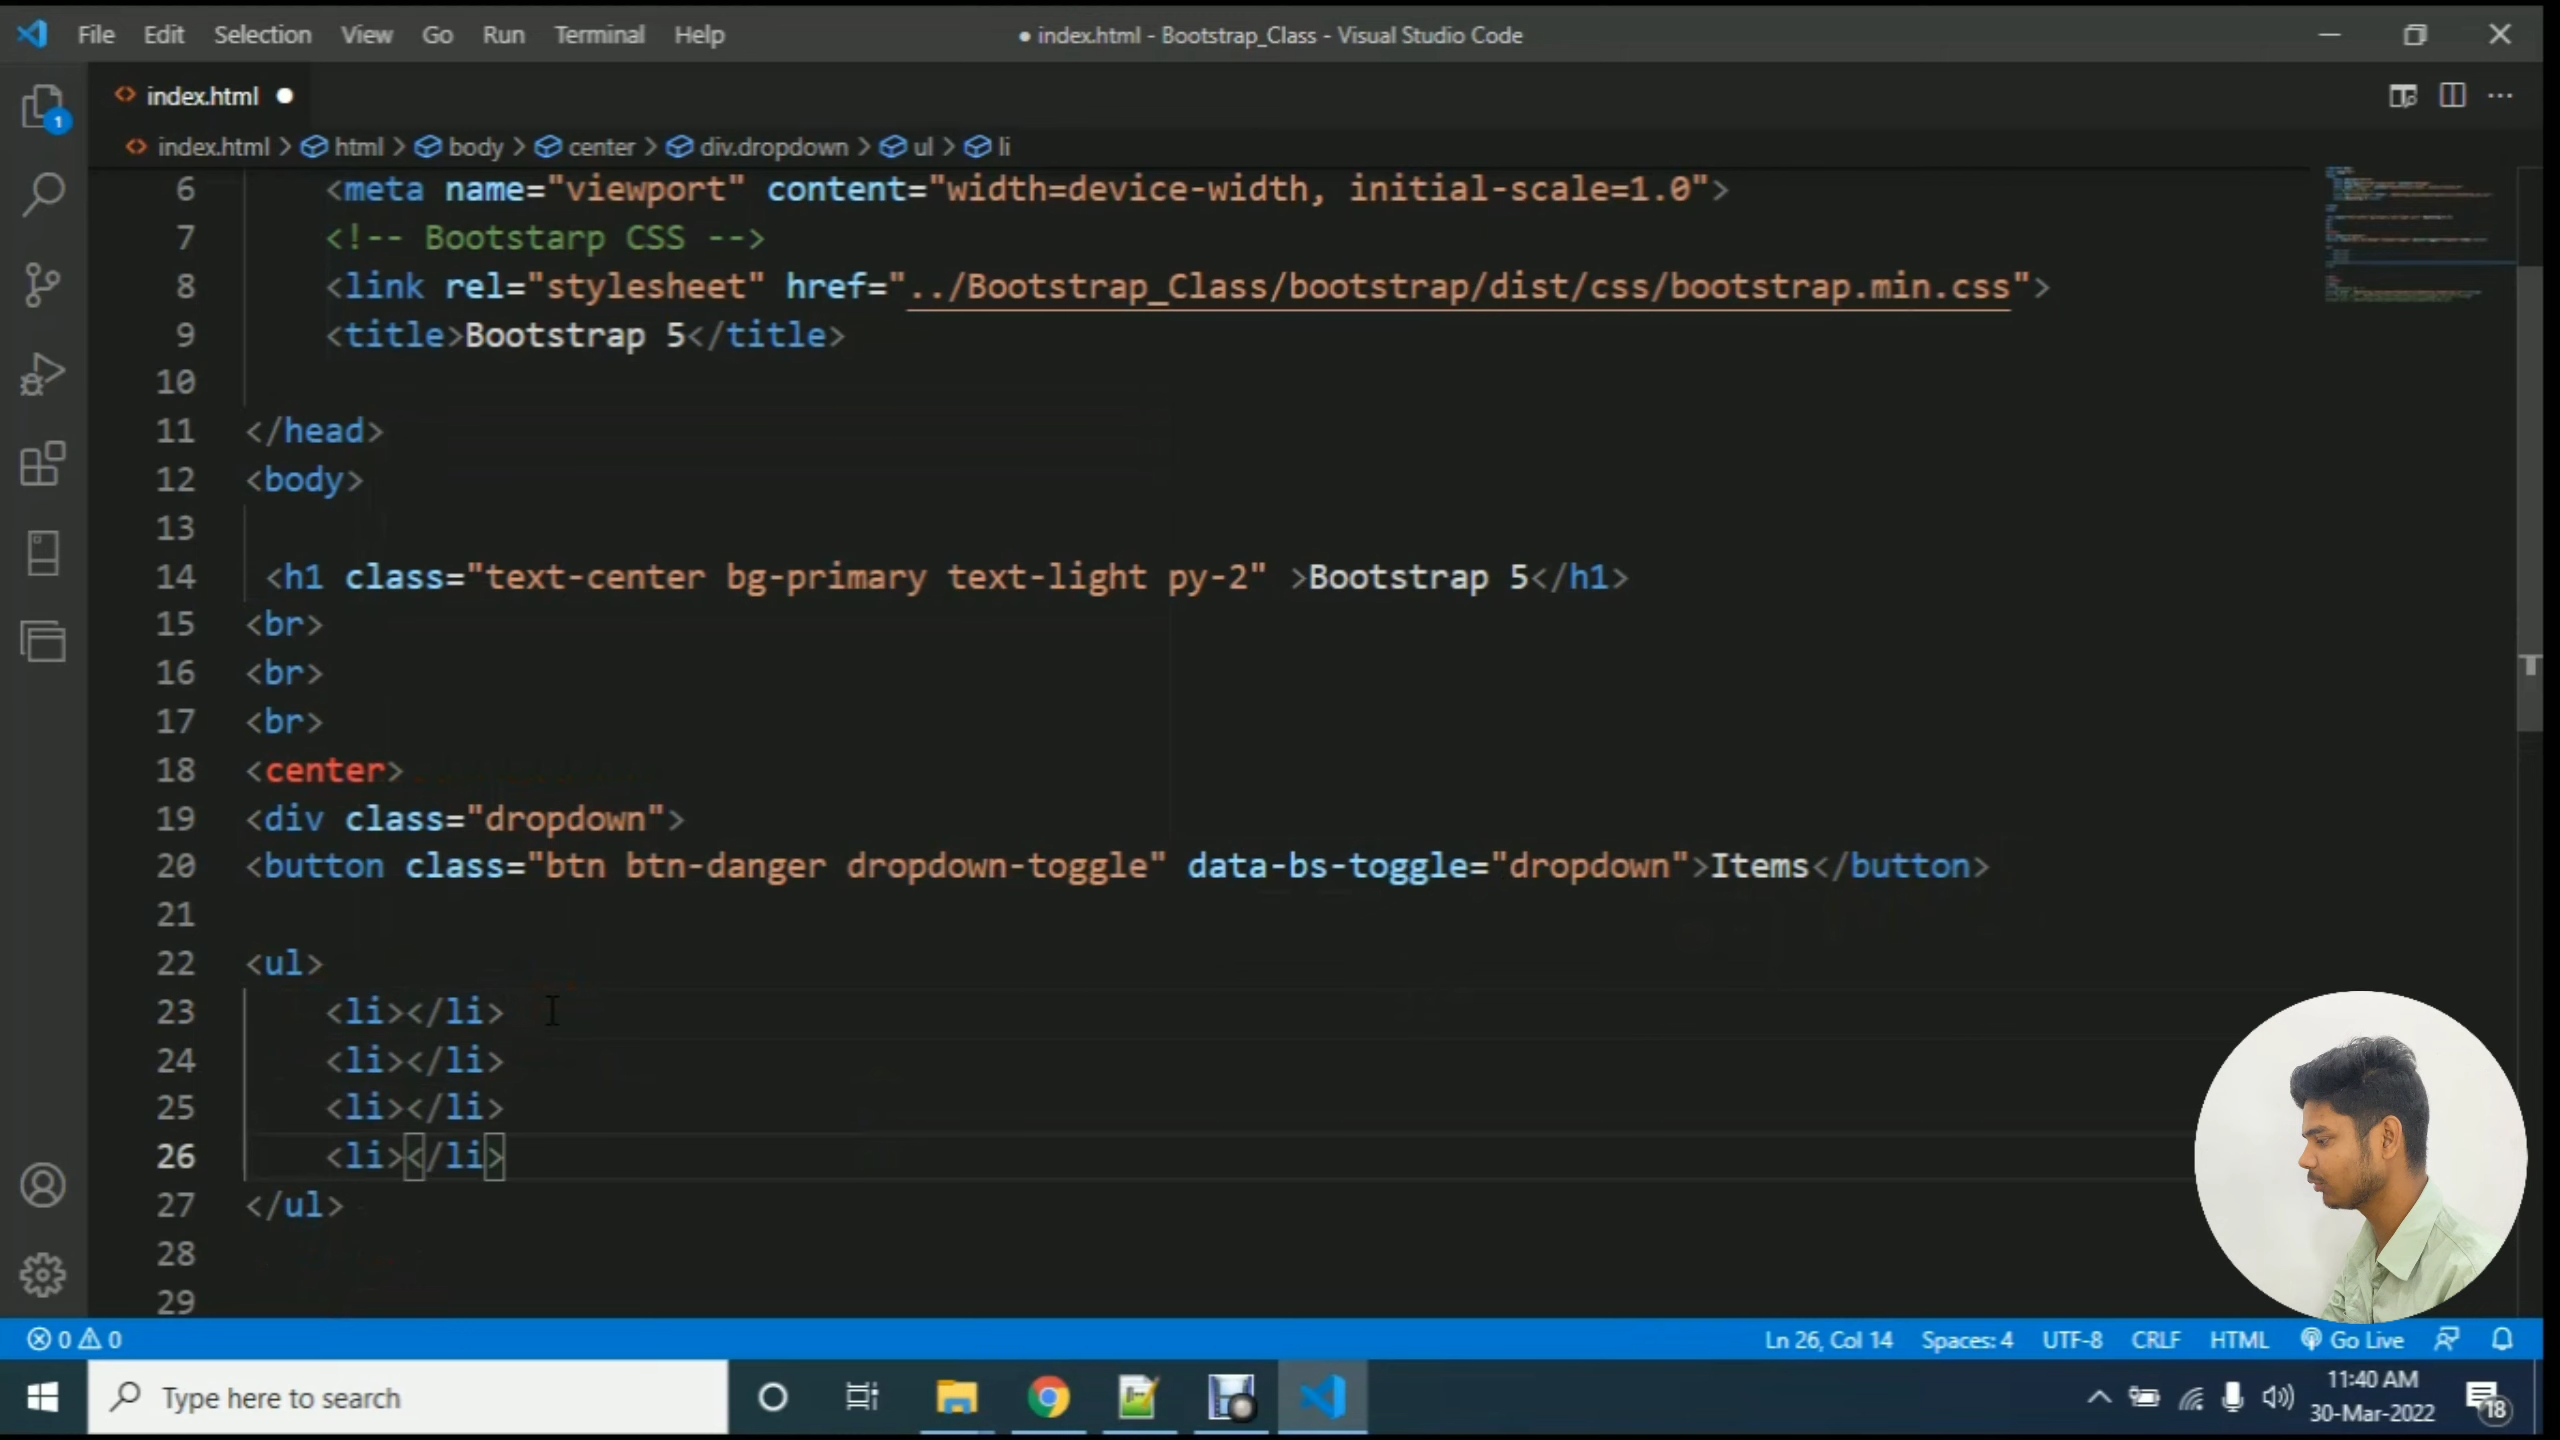 File Edit Selection View Go Run Terminal Help
● index.html - Bootstrap_Class - Visual Studio Code
1
index.html ●
index.html > html > body > center > div.dropdown > ul > li
6 <meta name="viewport" content="width=device-width, initial-scale=1.0">
7 <!-- Bootstarp CSS -->
8 <link rel="stylesheet" href="../Bootstrap_Class/bootstrap/dist/css/bootstrap.min.css">
9 <title>Bootstrap 5</title>
10
11 </head>
12 <body>
13
14 <h1 class="text-center bg-primary text-light py-2" >Bootstrap 5</h1>
15 <br>
16 <br>
17 <br>
18 <center>
19 <div class="dropdown">
20 <button class="btn btn-danger dropdown-toggle" data-bs-toggle="dropdown">Items</button>
21
22 <ul>
23 <li></li>
24 <li></li>
25 <li></li>
26 <li></li>
27 </ul>
28
29
0 0 Ln 26, Col 14 Spaces: 4 UTF-8 CRLF HTML Go Live
Type here to search
11:40 AM
30-Mar-2022
18